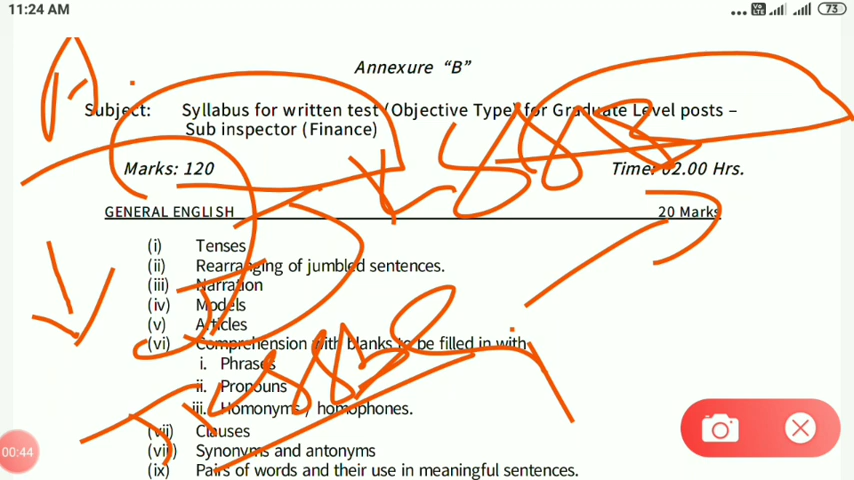 11:24 AM
73
Annexure “B”
Subject: Syllabus for written test (Objective Type) for Graduate Level posts –
Sub inspector (Finance)
Marks: 120 Time: 02.00 Hrs.
GENERAL ENGLISH 20 Marks
(i) Tenses
(ii) Rearranging of jumbled sentences.
(iii) Narration
(iv) Models
(v) Articles
(vi) Comprehension with blanks to be filled in with
i. Phrases
ii. Pronouns
iii. Homonyms / homophones.
(vii) Clauses
(viii) Synonyms and antonyms
(ix) Pairs of words and their use in meaningful sentences.
00:44